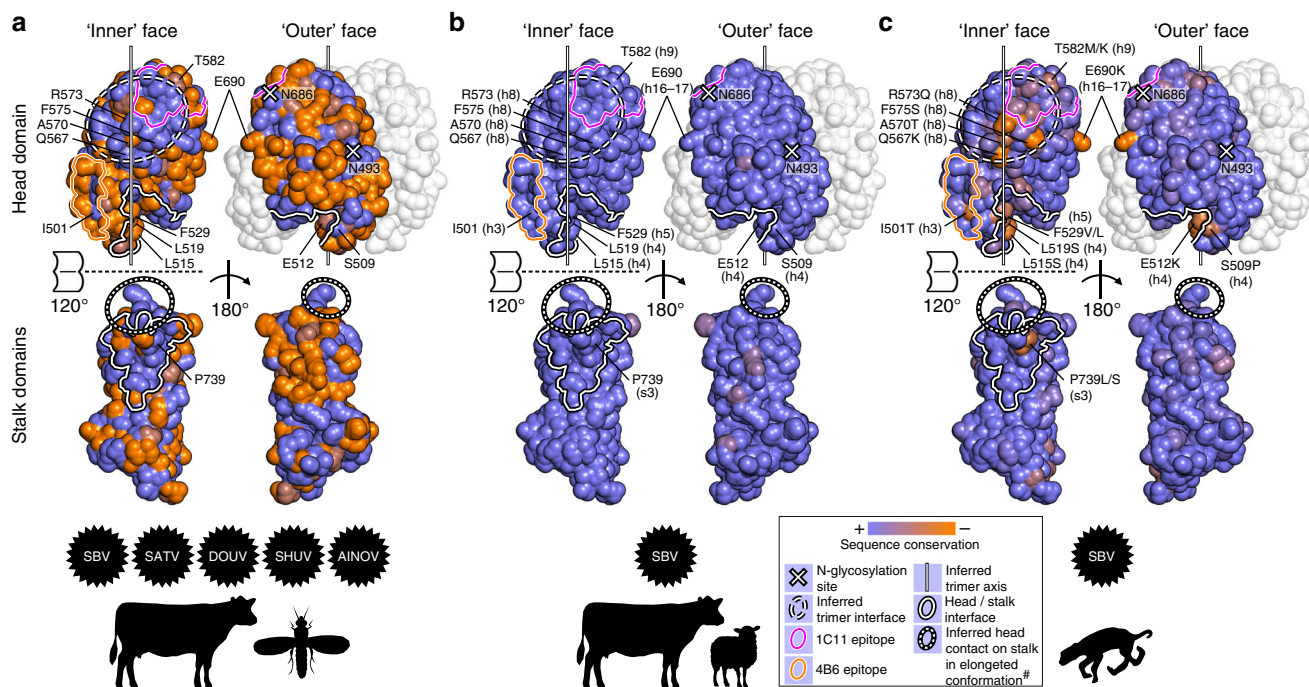 a
'Inner' face
'Outer' face
T582
E690
N686
R573
F575
A570
Q567
N493
I501
F529
L519
L515
E512
S509
Head domain
120°
180°
P739
Stalk domains
SBV
SATV
DOUV
SHUV
AINOV
b
'Inner' face
'Outer' face
T582 (h9)
E690
(h16–17)
N686
R573 (h8)
F575 (h8)
A570 (h8)
Q567 (h8)
N493
I501 (h3)
F529 (h5)
L519 (h4)
L515 (h4)
E512
(h4)
S509
(h4)
120°
180°
P739
(s3)
SBV
c
'Inner' face
'Outer' face
T582M/K (h9)
E690K
(h16–17)
N686
R573Q (h8)
F575S (h8)
A570T (h8)
Q567K (h8)
N493
I501T (h3)
(h5)
F529V/L
L519S (h4)
L515S (h4)
E512K
(h4)
S509P
(h4)
120°
180°
P739L/S
(s3)
SBV
+
–
Sequence conservation
N-glycosylation
site
Inferred
trimer interface
1C11 epitope
4B6 epitope
Inferred
trimer axis
Head / stalk
interface
Inferred head
contact on stalk
in elongeted
conformation#